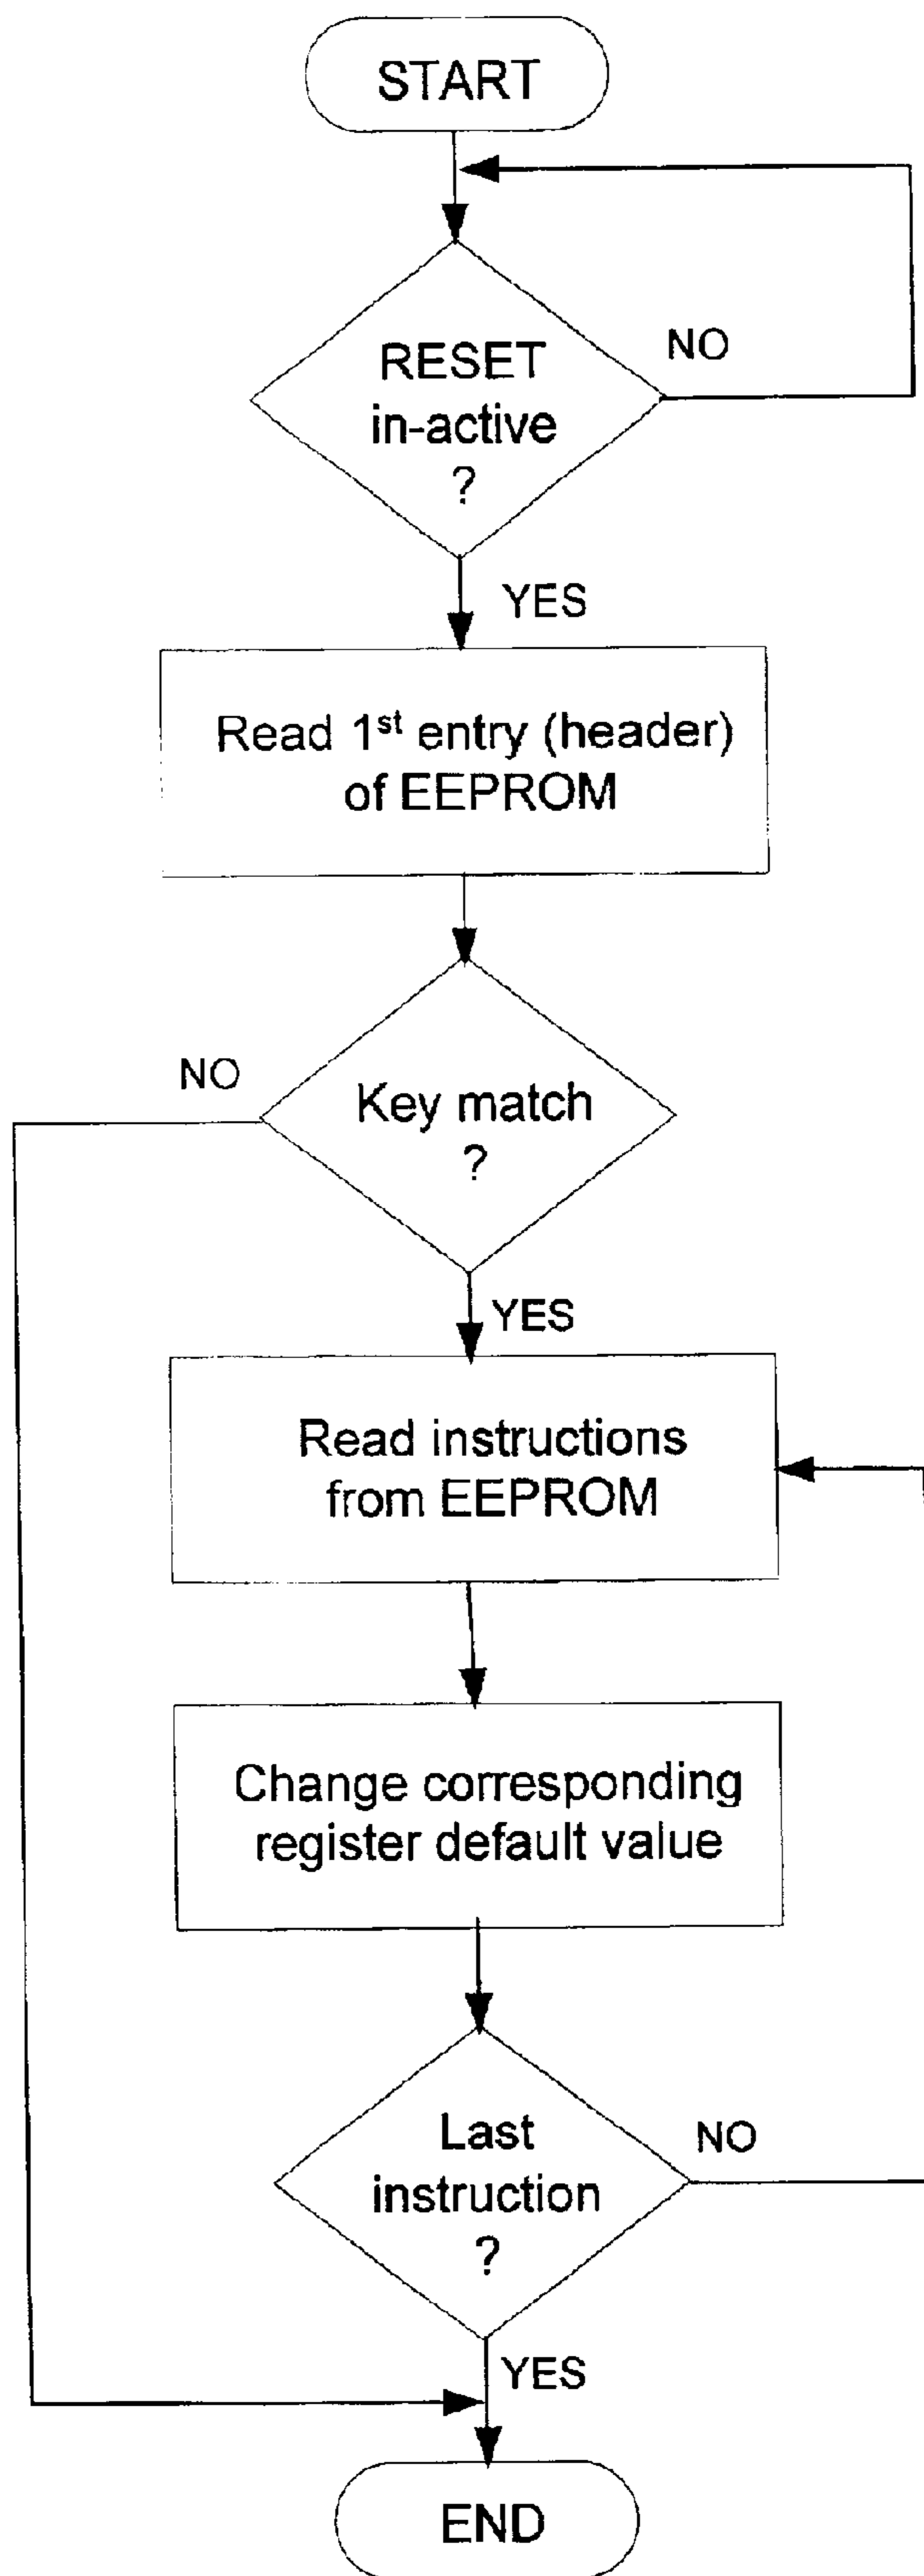 START
RESET
in-active
?
NO
YES
Read 1st entry (header)
of EEPROM
NO
Key match
?
YES
Read instructions
from EEPROM
Change corresponding
register default value
Last
instruction
?
NO
YES
END